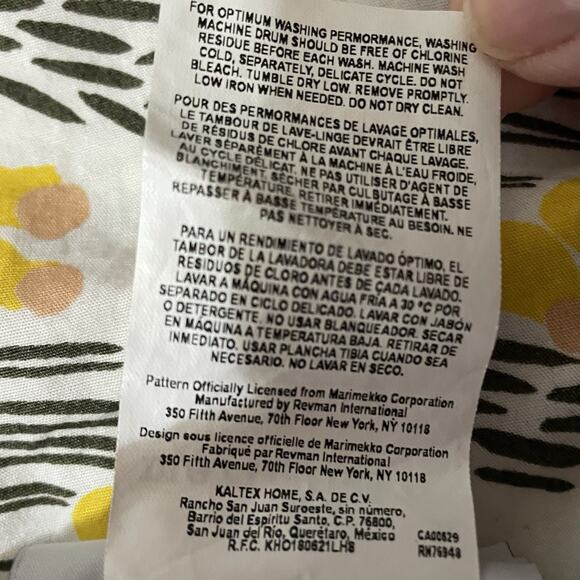 FOR OPTIMUM WASHING PERMORMANCE, WASHING
MACHINE DRUM SHOULD BE FREE OF CHLORINE
RESIDUE BEFORE EACH WASH. MACHINE WASH
COLD, SEPARATELY, DELICATE CYCLE. DO NOT
BLEACH. TUMBLE DRY LOW. REMOVE PROMPTLY.
LOW IRON WHEN NEEDED. DO NOT DRY CLEAN.
POUR DES PERMORMANCES DE LAVAGE OPTIMALES,
LE TAMBOUR DE LAVE-LINGE DEVRAIT ÊTRE LIBRE
DE RÉSIDUS DE CHLORE AVANT CHAQUE LAVAGE.
LAVER SÉPARÉMENT À LA MACHINE À L'EAU FROIDE,
AU CYCLE DÉLICAT. NE PAS UTILISER D'AGENT DE
BLANCHIMENT. SÉCHER PAR CULBUTAGE À BASSE
TEMPÉRATURE. RETIRER IMMÉDIATEMENT.
REPASSER À BASSE TEMPÉRATURE AU BESOIN. NE
PAS NETTOYER À SEC.
PARA UN RENDIMIENTO DE LAVADO ÓPTIMO, EL
TAMBOR DE LA LAVADORA DEBE ESTAR LIBRE DE
RESIDUOS DE CLORO ANTES DE CADA LAVADO.
LAVAR A MÁQUINA CON AGUA FRÍA A 30 °C POR
SEPARADO EN CICLO DELICADO. LAVAR CON JABÓN
O DETERGENTE. NO USAR BLANQUEADOR. SECAR
EN MÁQUINA A TEMPERATURA BAJA. RETIRAR DE
INMEDIATO. USAR PLANCHA TIBIA CUANDO SEA
NECESARIO. NO LAVAR EN SECO.
Pattern Officially Licensed from Marimekko Corporation
Manufactured by Revman International
350 Fifth Avenue, 70th Floor New York, NY 10118
Design sous licence officielle de Marimekko Corporation
Fabriqué par Revman International
350 Fifth Avenue, 70th Floor New York, NY 10118
KALTEX HOME, S.A. DE C.V.
Rancho San Juan Suroeste, sin número,
Barrio del Espíritu Santo, C.P. 76800,
San Juan del Río, Querétaro, México
R.F.C. KHO180621LH8
CA00529
RN76948